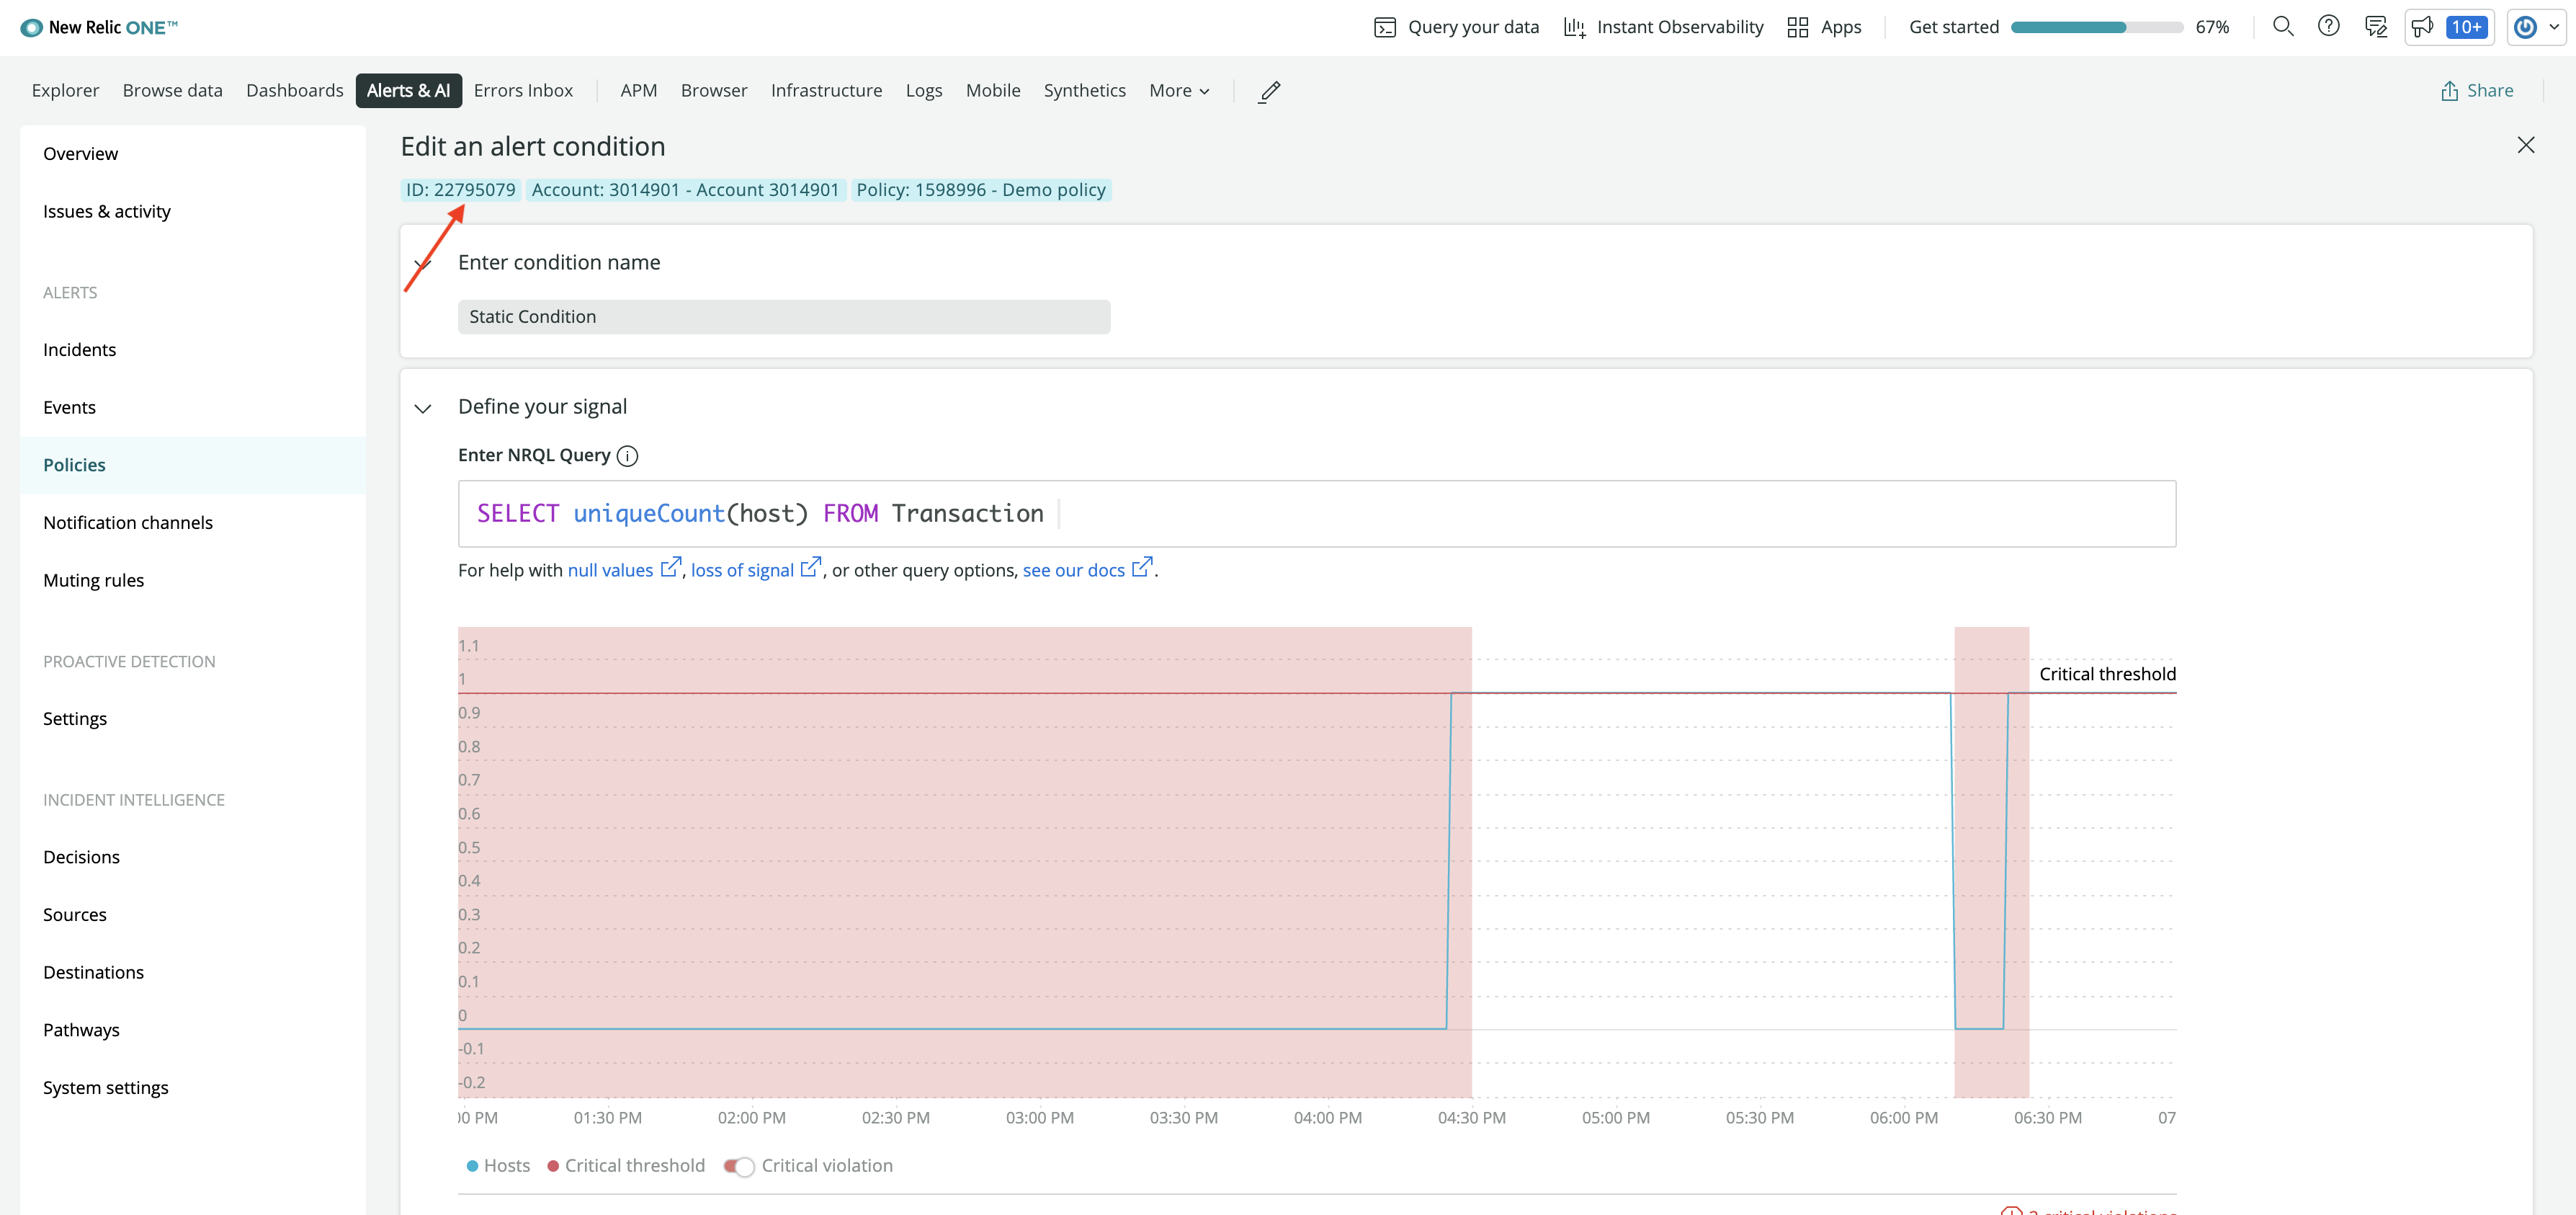 New Relic ONE™
Query your data
Instant Observability
Apps
Get started
67%
10+
Explorer
Browse data
Dashboards
Alerts & AI
Errors Inbox
APM
Browser
Infrastructure
Logs
Mobile
Synthetics
More
Share
Overview
Issues & activity
ALERTS
Incidents
Events
Policies
Notification channels
Muting rules
PROACTIVE DETECTION
Settings
INCIDENT INTELLIGENCE
Decisions
Sources
Destinations
Pathways
System settings
Edit an alert condition
ID: 22795079 Account: 3014901 - Account 3014901 Policy: 1598996 - Demo policy
Enter condition name
Static Condition
Define your signal
Enter NRQL Query
SELECT uniqueCount(host) FROM Transaction
For help with null values, loss of signal, or other query options, see our docs.
1.1
Critical threshold
1
0.9
0.8
0.7
0.6
0.5
0.4
0.3
0.2
0.1
0
-0.1
-0.2
00 PM 01:30 PM 02:00 PM 02:30 PM 03:00 PM 03:30 PM 04:00 PM 04:30 PM 05:00 PM 05:30 PM 06:00 PM 06:30 PM 07
Hosts Critical threshold Critical violation
critical violations